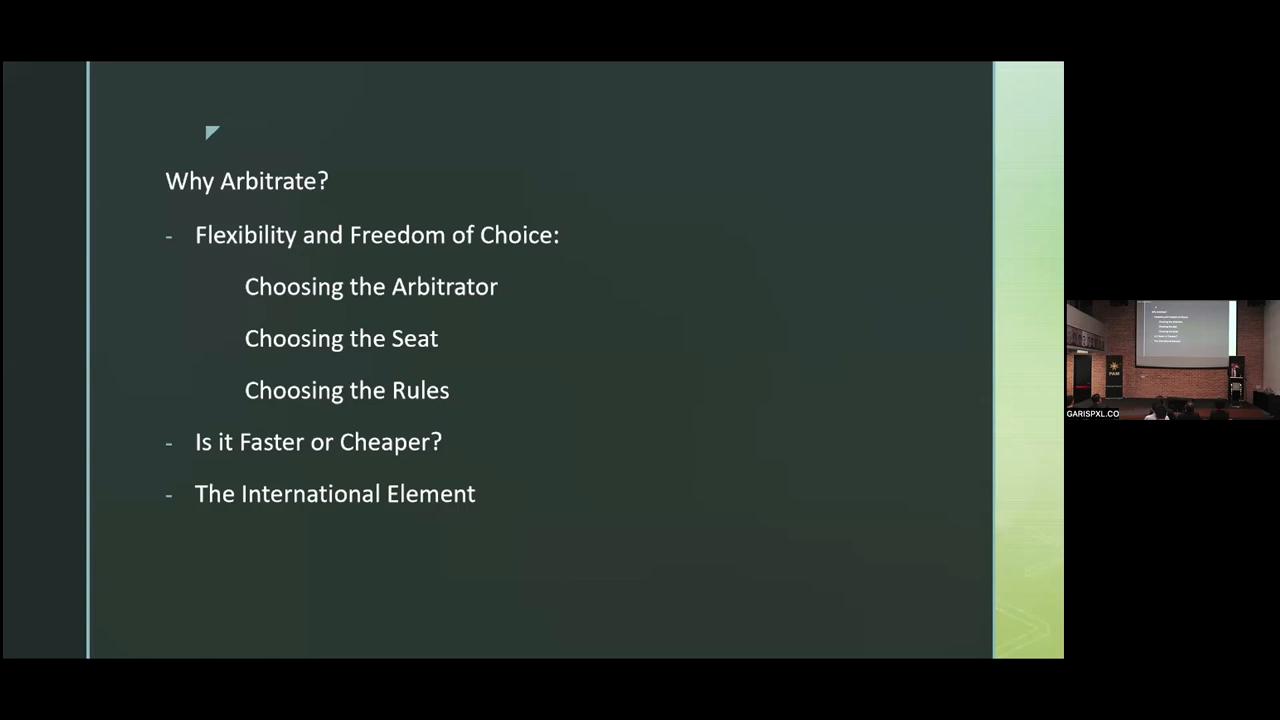 Why Arbitrate?
- Flexibility and Freedom of Choice:
Choosing the Arbitrator
Choosing the Seat
Choosing the Rules
- Is it Faster or Cheaper?
- The International Element
PAM
GARISPXL.CO